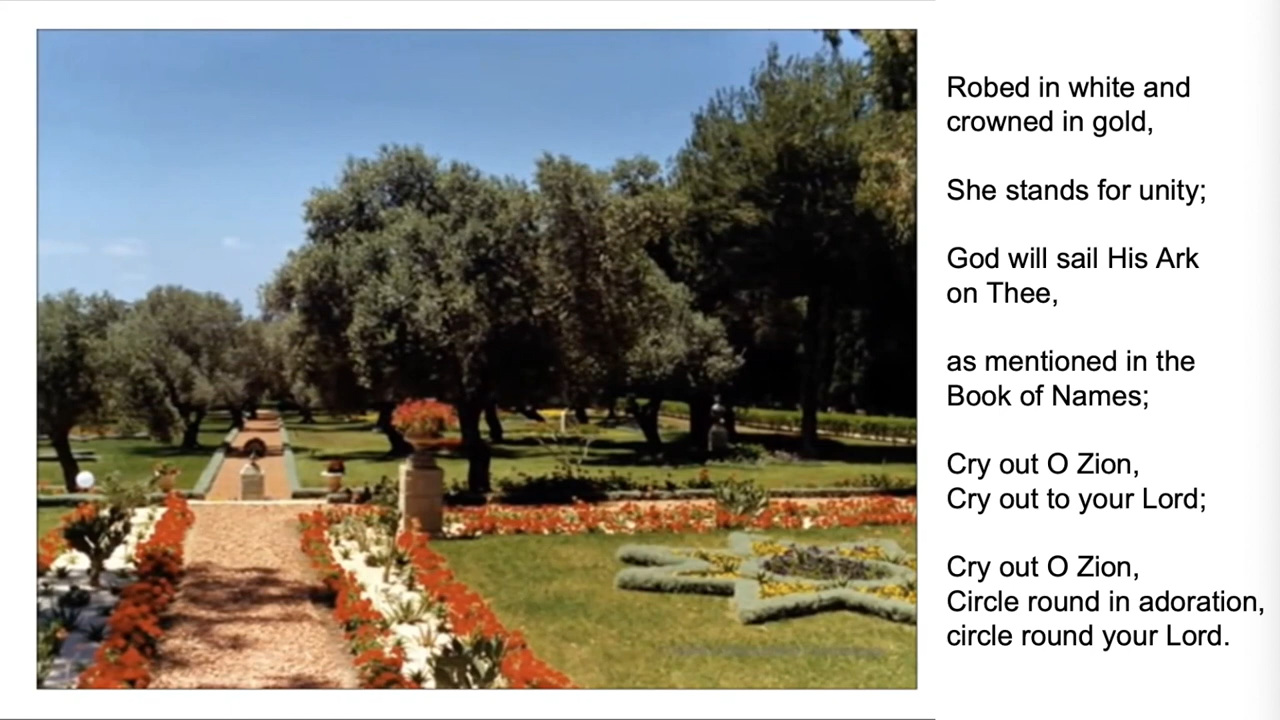 Robed in white and
crowned in gold,
She stands for unity;
God will sail His Ark
on Thee,
as mentioned in the
Book of Names;
Cry out O Zion,
Cry out to your Lord;
Cry out O Zion,
Circle round in adoration,
circle round your Lord.